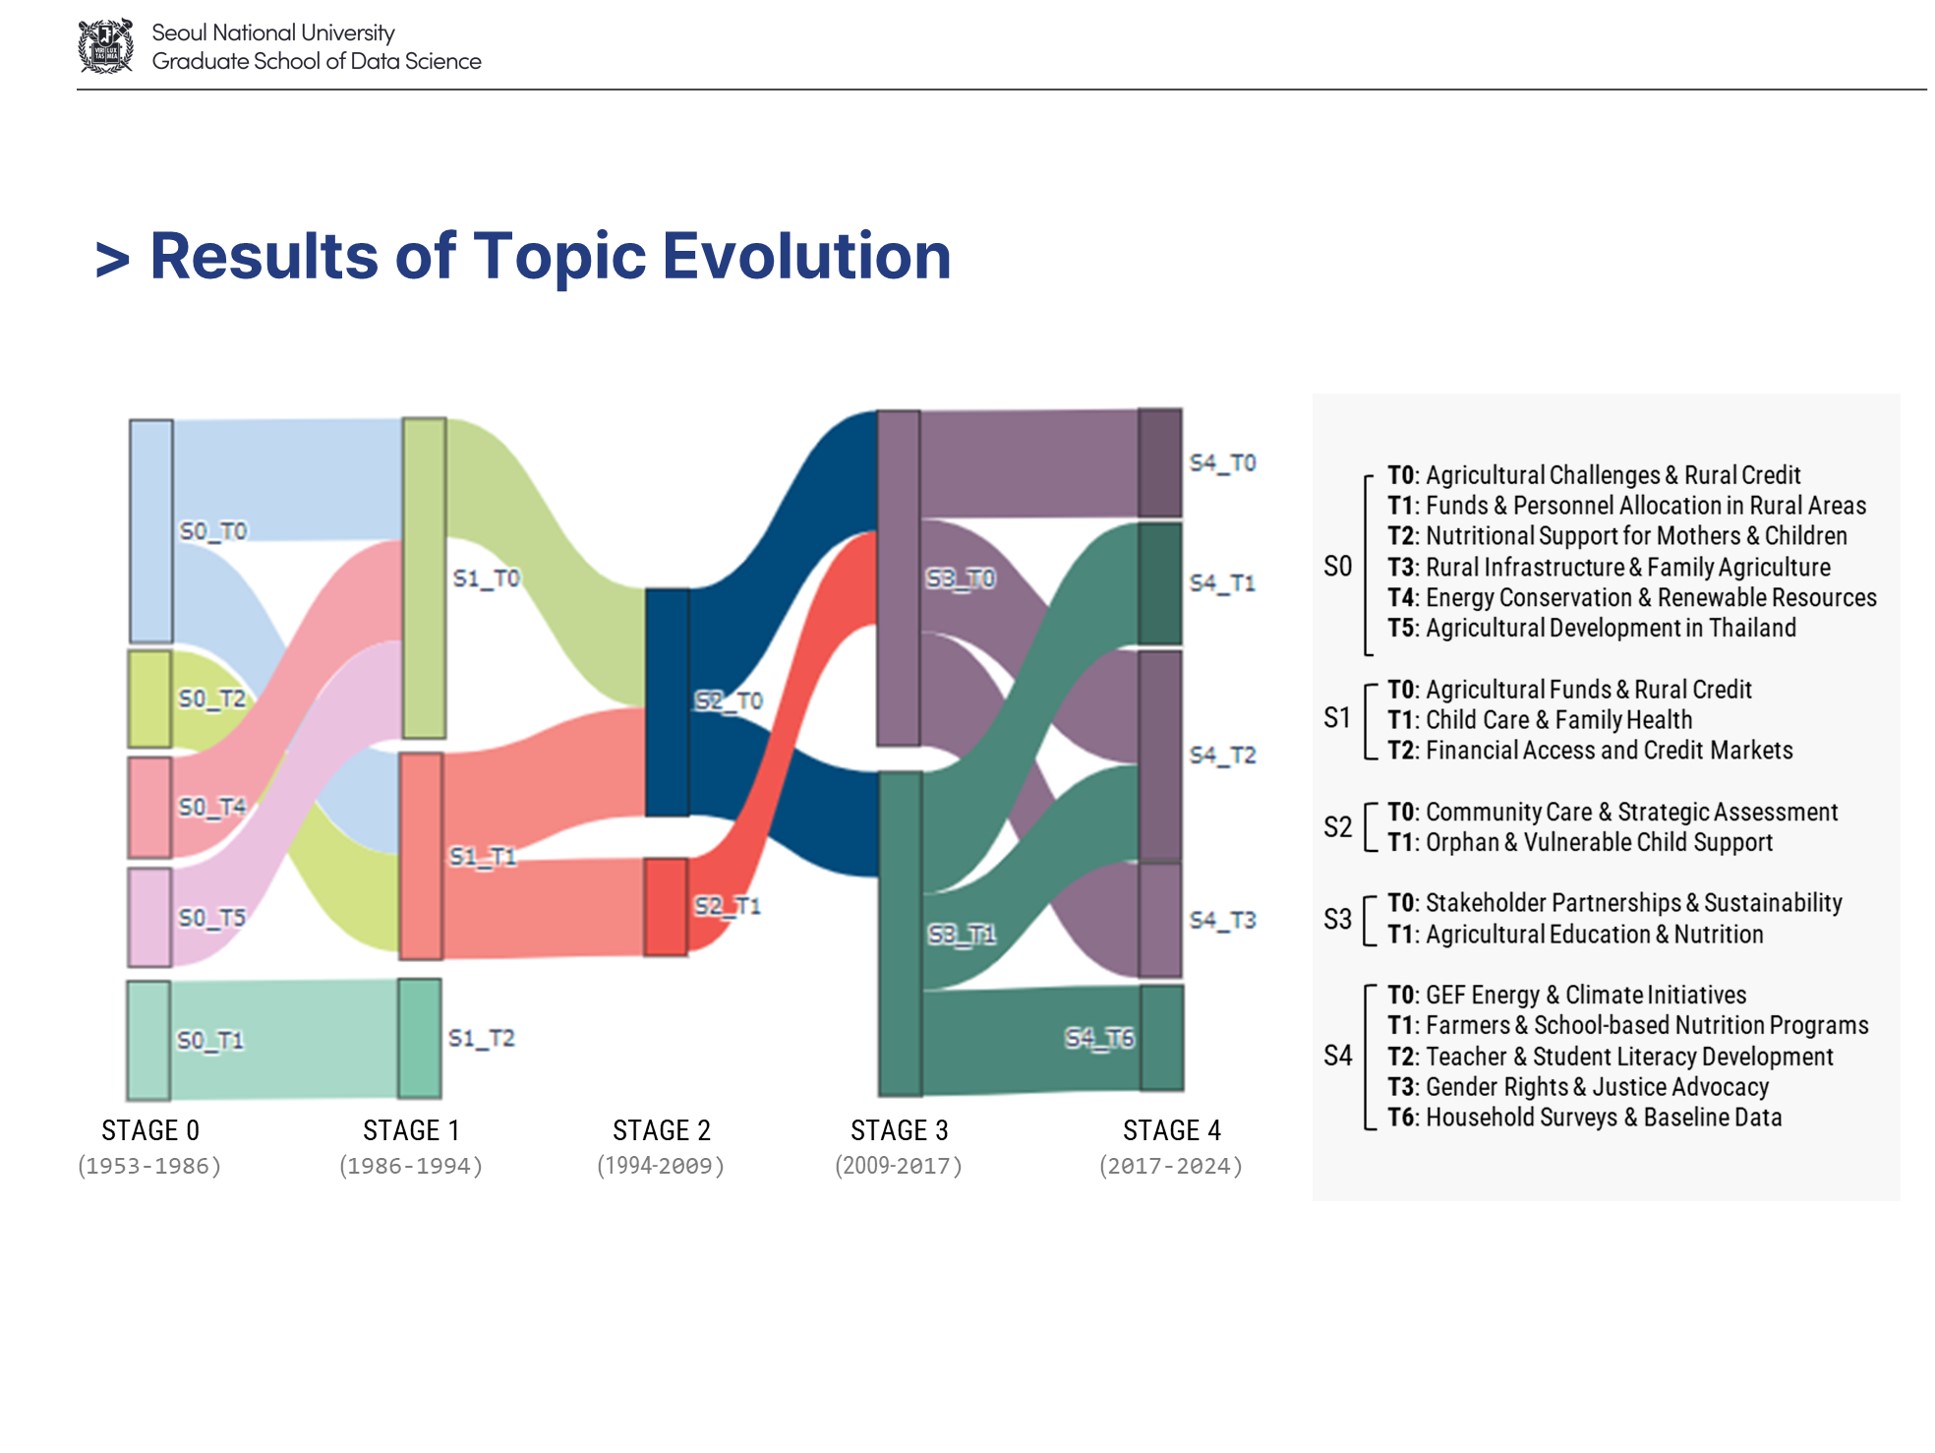 Seoul National University
Graduate School of Data Science
> Results of Topic Evolution
S0_T0
S0_T2
S0_T4
S0_T5
S0_T1
S1_T0
S1_T1
S1_T2
S2_T0
S2_T1
S3_T0
S3_T1
S4_T0
S4_T1
S4_T2
S4_T3
S4_T6
STAGE 0
(1953-1986)
STAGE 1
(1986-1994)
STAGE 2
(1994-2009)
STAGE 3
(2009-2017)
STAGE 4
(2017-2024)
S0
T0: Agricultural Challenges & Rural Credit
T1: Funds & Personnel Allocation in Rural Areas
T2: Nutritional Support for Mothers & Children
T3: Rural Infrastructure & Family Agriculture
T4: Energy Conservation & Renewable Resources
T5: Agricultural Development in Thailand
S1
T0: Agricultural Funds & Rural Credit
T1: Child Care & Family Health
T2: Financial Access and Credit Markets
S2
T0: Community Care & Strategic Assessment
T1: Orphan & Vulnerable Child Support
S3
T0: Stakeholder Partnerships & Sustainability
T1: Agricultural Education & Nutrition
S4
T0: GEF Energy & Climate Initiatives
T1: Farmers & School-based Nutrition Programs
T2: Teacher & Student Literacy Development
T3: Gender Rights & Justice Advocacy
T6: Household Surveys & Baseline Data